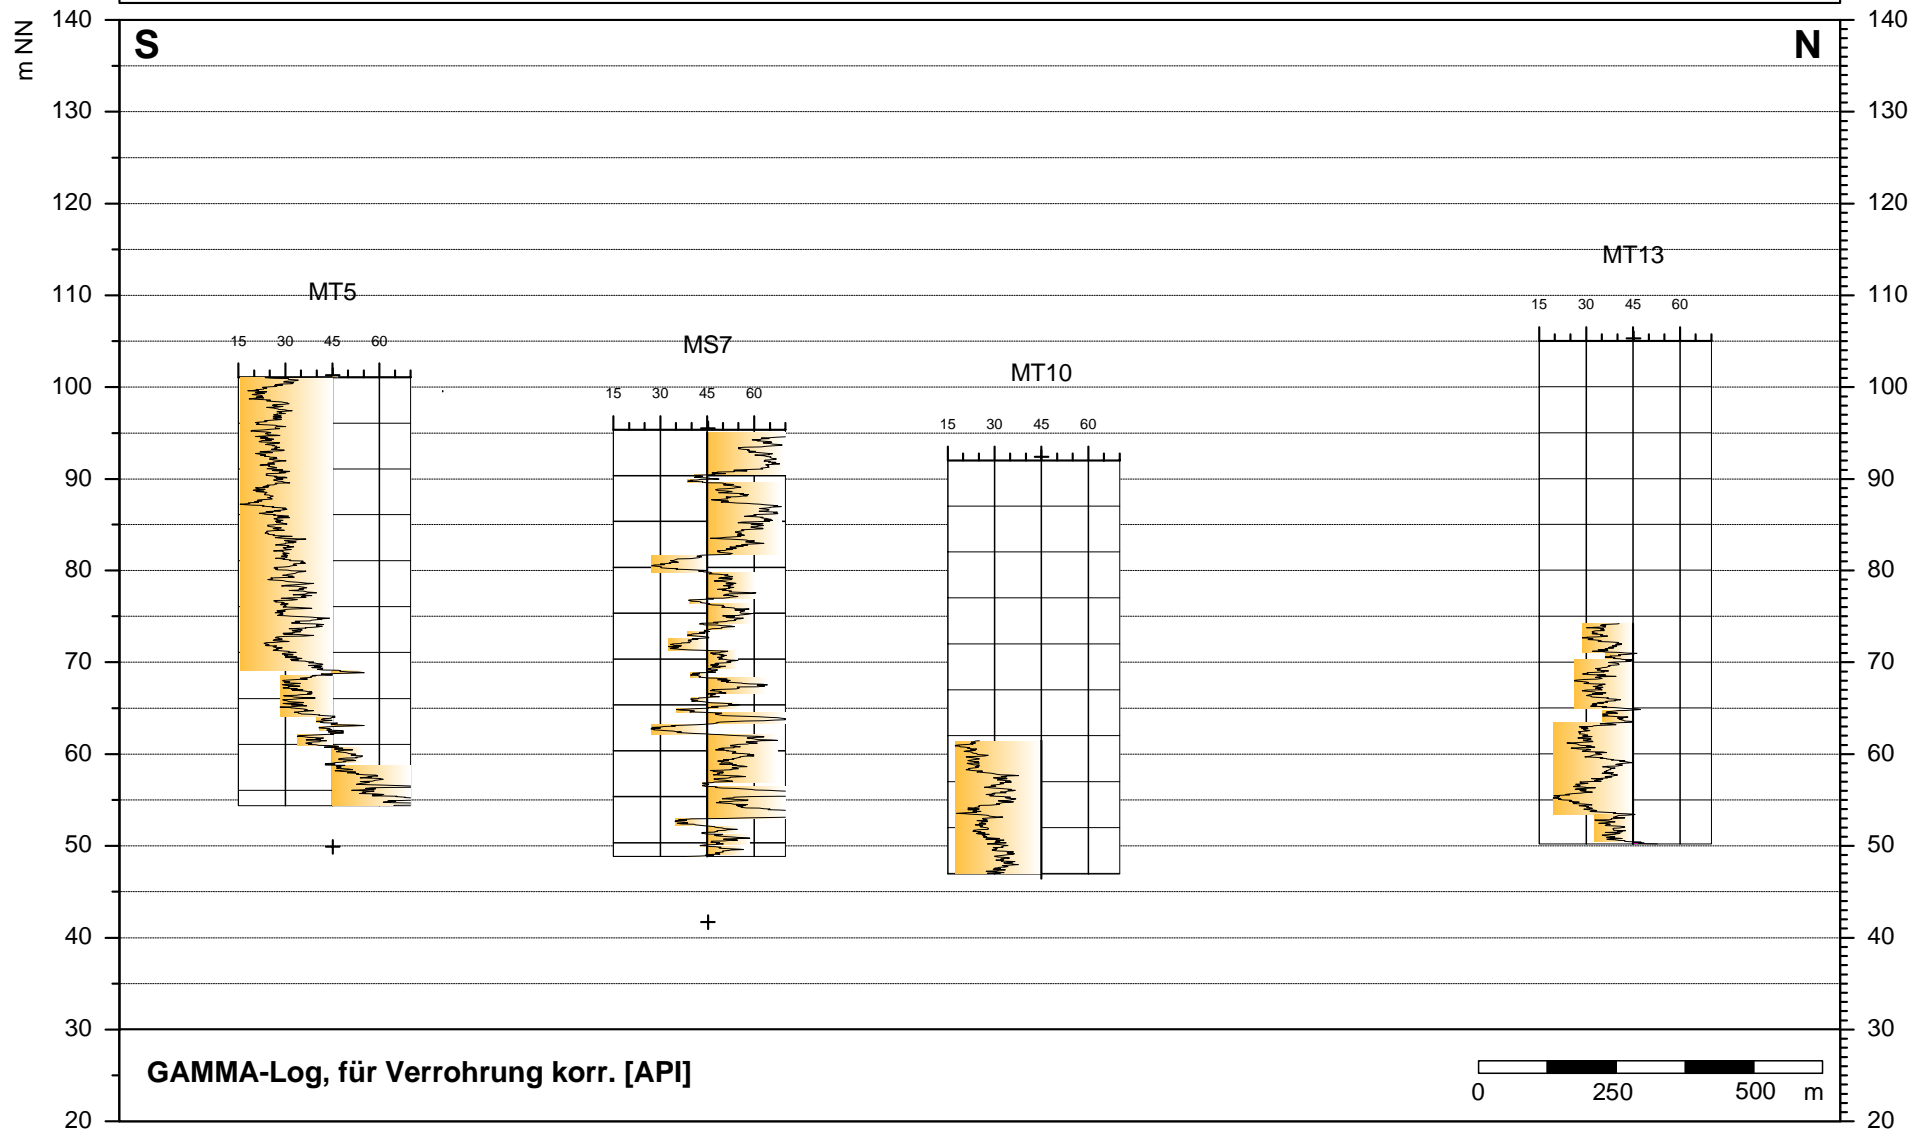 140 140
m NN
S N
130 130
120 120
MT13
110 110
MT5
15 30 45 60
15 30 45 60
MS7
MT10
100 100
15 30 45 60
15 30 45 60
90 90
80 80
70 70
60 60
50 50
40 40
30 30
GAMMA-Log, für Verrohrung korr. [API]
0 250 500 m
20 20